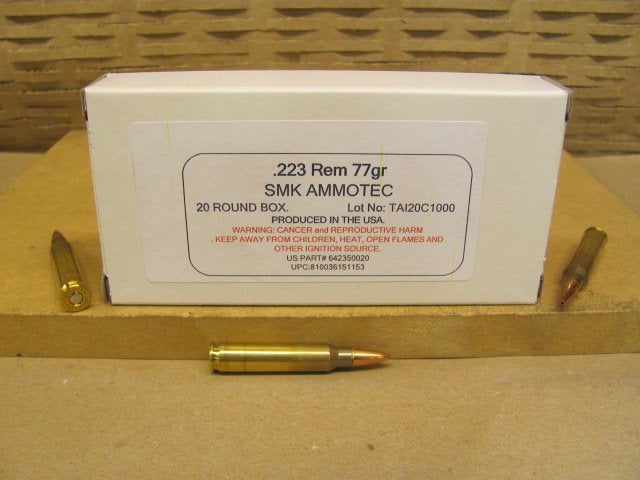 .223 Rem 77gr
SMK AMMOTEC
20 ROUND BOX. Lot No: TAI20C1000
PRODUCED IN THE USA.
WARNING: CANCER and REPRODUCTIVE HARM
. KEEP AWAY FROM CHILDREN, HEAT, OPEN FLAMES AND
OTHER IGNITION SOURCE.
US PART# 642350020
UPC:810036151153